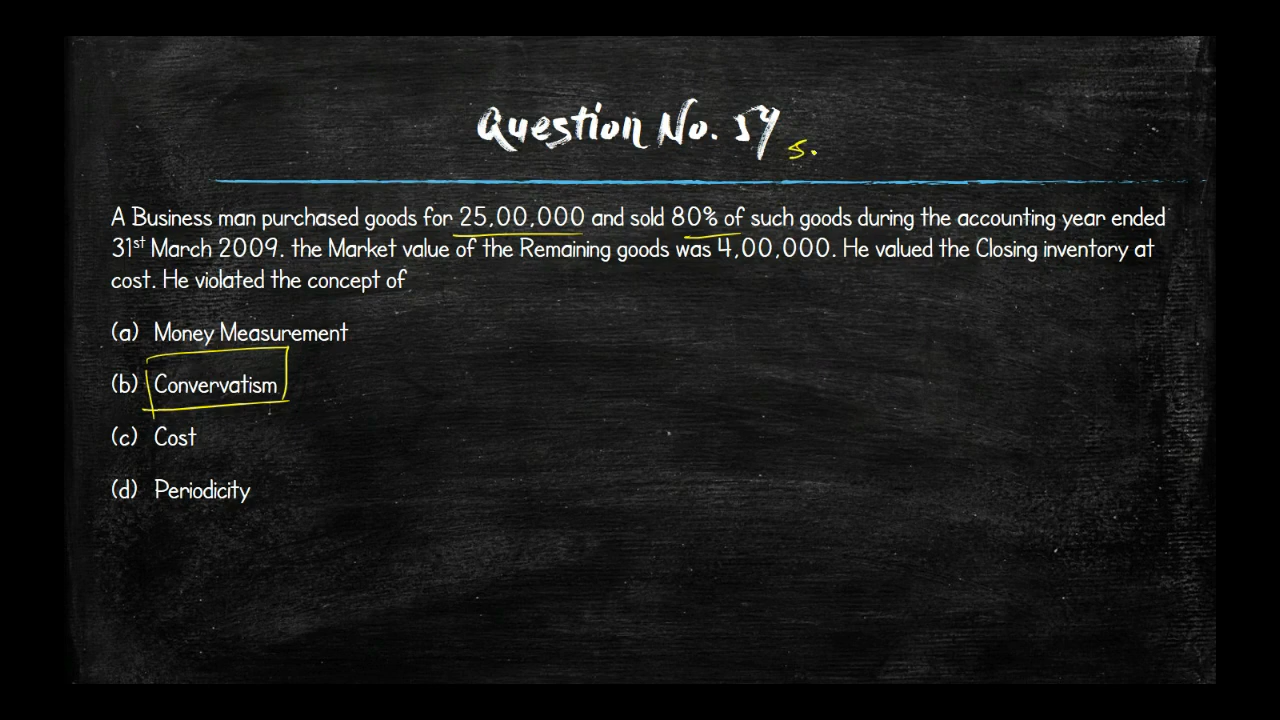 Question No. 54
5.
A Business man purchased goods for 25,00,000 and sold 80% of such goods during the accounting year ended
31st March 2009. the Market value of the Remaining goods was 4,00,000. He valued the Closing inventory at
cost. He violated the concept of
(a) Money Measurement
(b) Convervatism
(c) Cost
(d) Periodicity